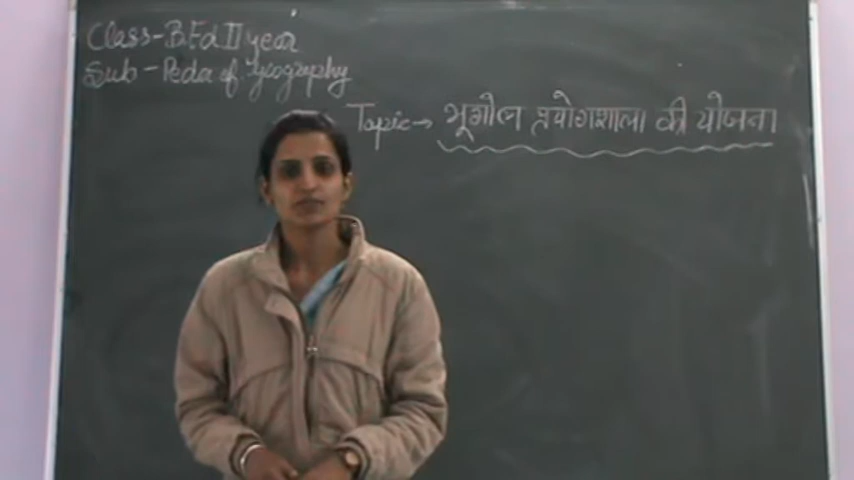 Class-B.Ed II year
Sub-Peda of Geography
Topic→ भूगोल प्रयोगशाला की योजना